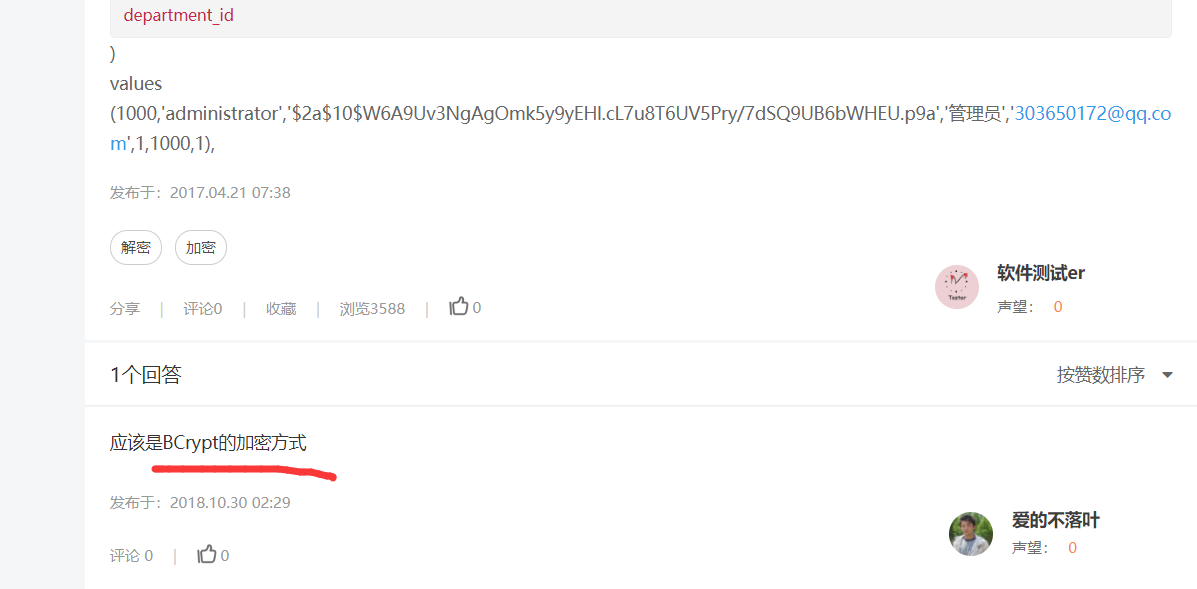 department_id
)
values
(1000,'administrator','$2a$10$W6A9Uv3NgAgOmk5y9yEHl.cL7u8T6UV5Pry/7dSQ9UB6bWHEU.p9a','管理员','303650172@qq.co
m',1,1000,1),
发布于：2017.04.21 07:38
解密 加密
软件测试er
分享 | 评论0 | 收藏 | 浏览3588 | 0
声望： 0
1个回答 按赞数排序
应该是BCrypt的加密方式
发布于：2018.10.30 02:29
爱的不落叶
声望： 0
评论 0 | 0